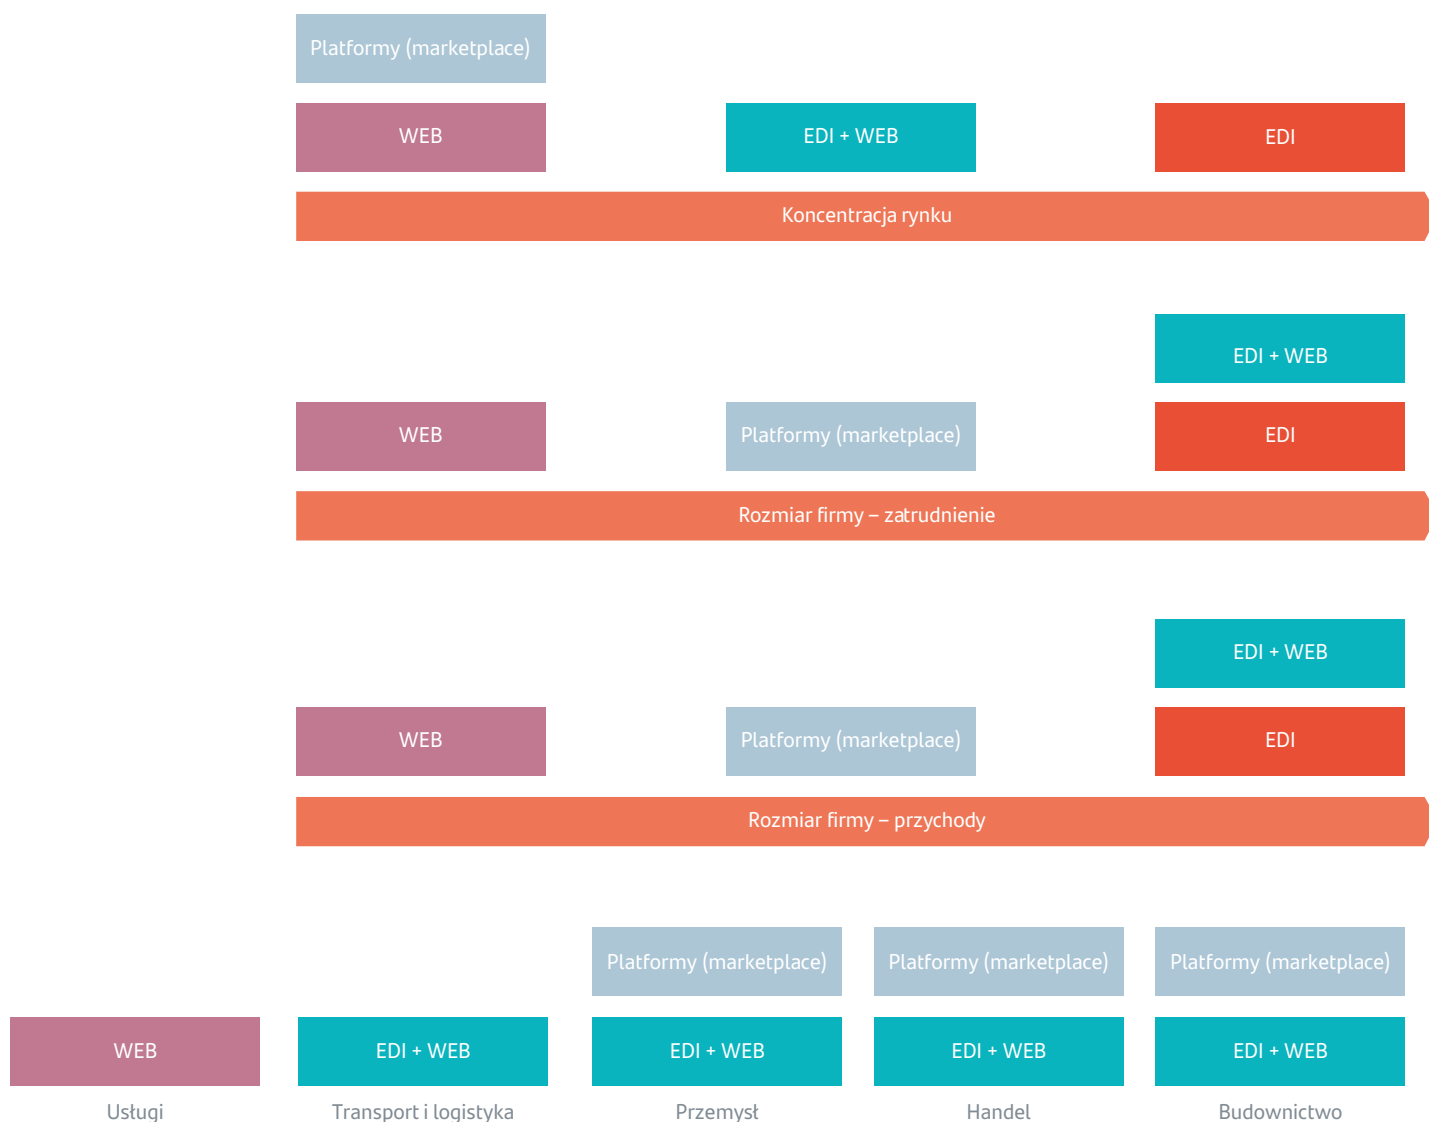 Platformy (marketplace)
WEB
EDI + WEB
EDI
Koncentracja rynku
EDI + WEB
WEB
Platformy (marketplace)
EDI
Rozmiar firmy – zatrudnienie
EDI + WEB
WEB
Platformy (marketplace)
EDI
Rozmiar firmy – przychody
Platformy (marketplace)
Platformy (marketplace)
Platformy (marketplace)
WEB
EDI + WEB
EDI + WEB
EDI + WEB
EDI + WEB
Usługi
Transport i logistyka
Przemysł
Handel
Budownictwo